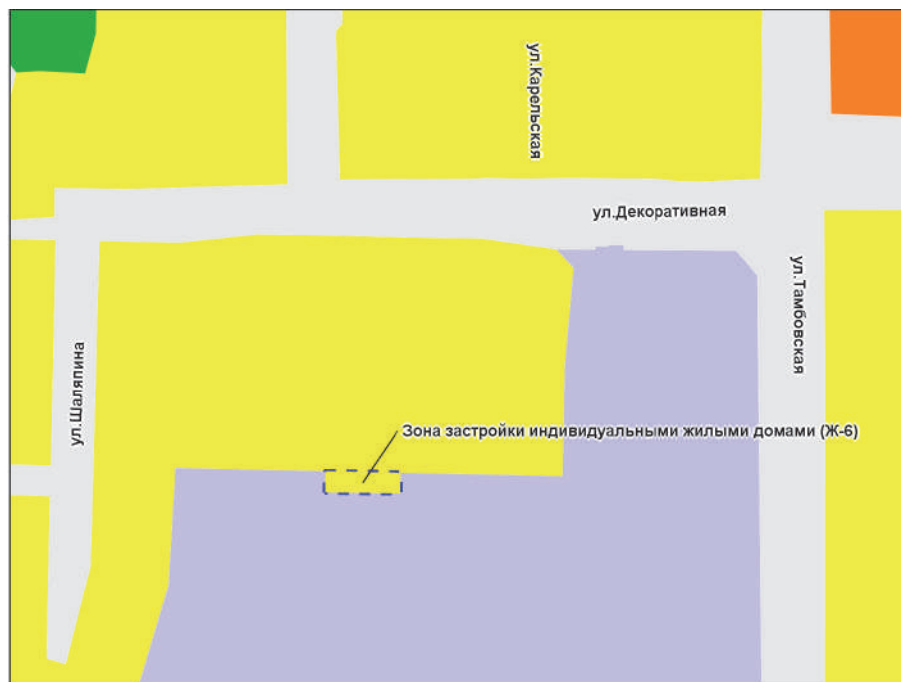 ул.Карельская
ул.Декоративная
ул.Тамбовская
ул.Шаляпина
Зона застройки индивидуальными жилыми домами (Ж-6)